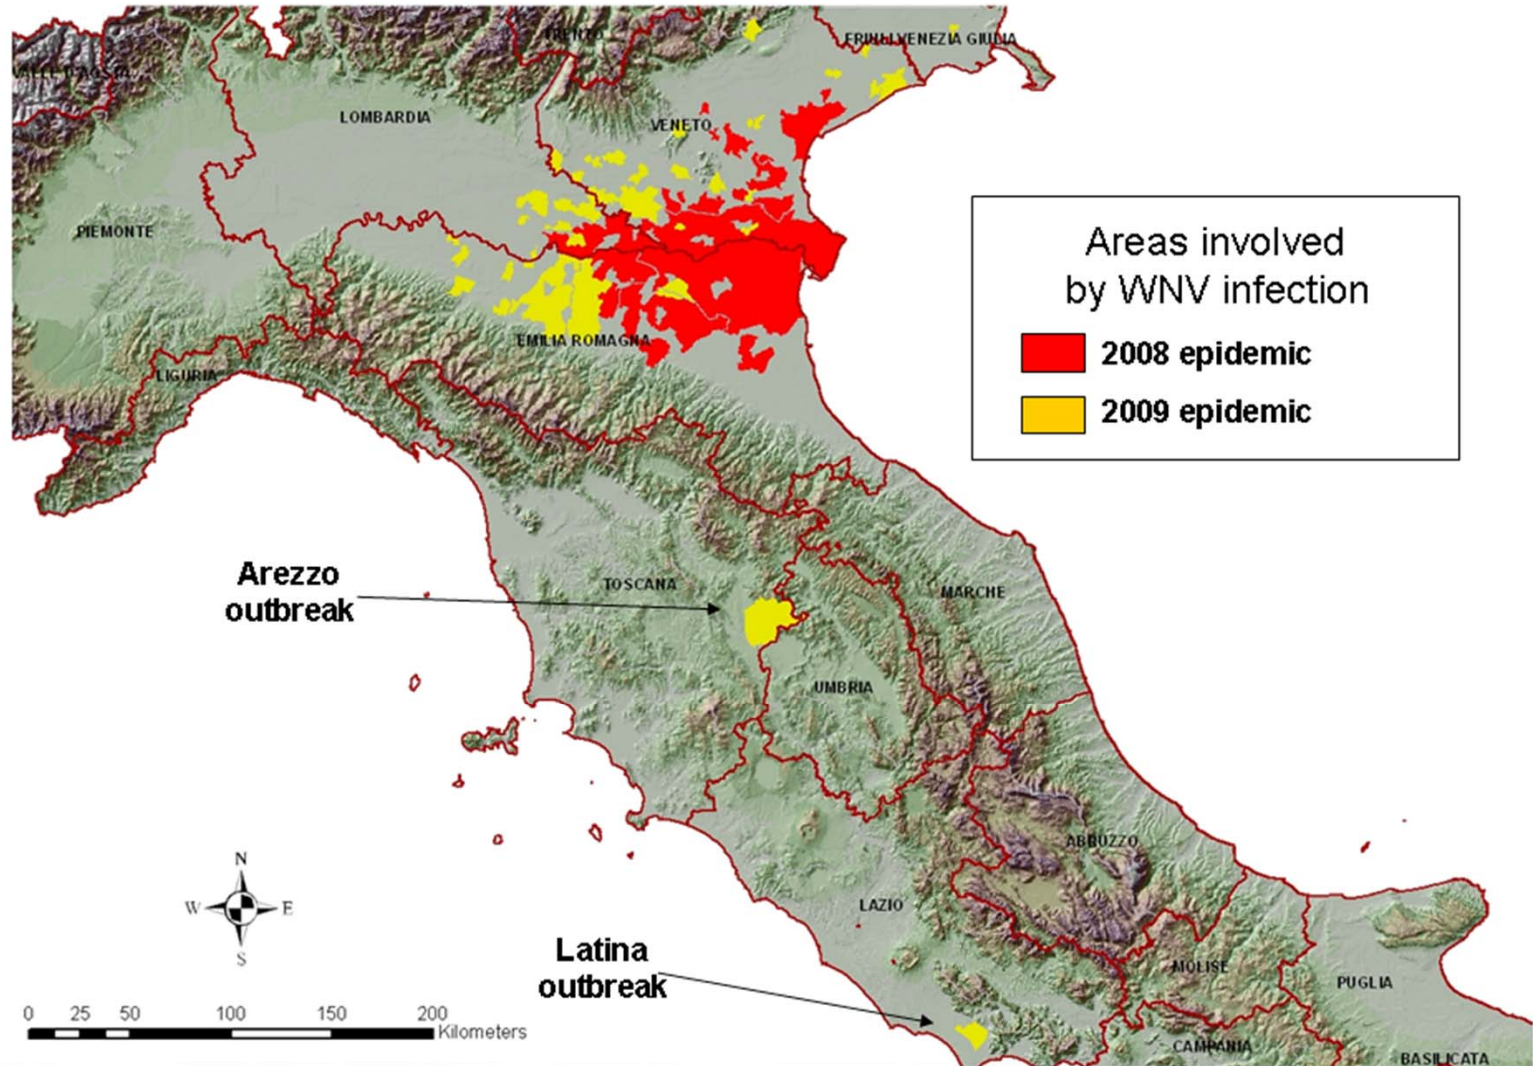 TRENTO
FRIULI VENEZIA GIULIA
VALLE D'AOSTA
LOMBARDIA
VENETO
PIEMONTE
Areas involved
by WNV infection
2008 epidemic
2009 epidemic
EMILIA ROMAGNA
LIGURIA
Arezzo
outbreak
TOSCANA
MARCHE
UMBRIA
ABRUZZO
N
W
E
S
LAZIO
Latina
outbreak
MOLISE
PUGLIA
0 25 50 100 150 200
Kilometers
CAMPANIA
BASILICATA